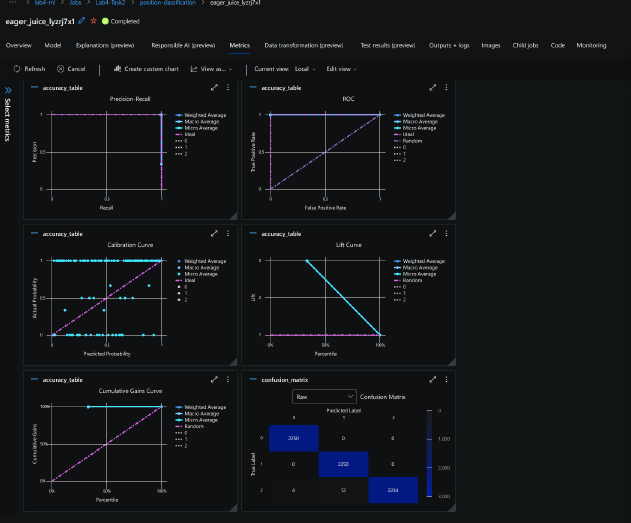 lab4-ml > Jobs > Lab4-Task2 > position-classification > eager_juice_lyzrj7x1
eager_juice_lyzrj7x1 Completed
Overview Model Explanations (preview) Responsible AI (preview) Metrics Data transformation (preview) Test results (preview) Outputs + logs Images Child jobs Code Monitoring
Refresh Cancel Create custom chart View as... Current view: Local Edit view
Select metrics
accuracy_table
Precision-Recall
Precision
1
0.5
0
0 0.5 1
Recall
Weighted Average
Macro Average
Micro Average
Ideal
0
1
2
accuracy_table
ROC
True Positive Rate
1
0.5
0
0 0.5 1
False Positive Rate
Weighted Average
Macro Average
Micro Average
Ideal
Random
0
1
2
accuracy_table
Calibration Curve
Actual Probability
1
0.5
0
0 0.5 1
Predicted Probability
Weighted Average
Macro Average
Micro Average
Ideal
0
1
2
accuracy_table
Lift Curve
Lift
3
2
1
0% 50% 100%
Percentile
Weighted Average
Macro Average
Micro Average
Random
0
1
2
accuracy_table
Cumulative Gains Curve
Cumulative Gains
100%
50%
0%
0% 50% 100%
Percentile
Weighted Average
Macro Average
Micro Average
Random
0
1
2
confusion_matrix
Raw Confusion Matrix
Predicted Label
0 1 2
True Label
0 2250 0 0
1 0 2250 0
2 4 12 2234
0
1,000
2,000
3,000